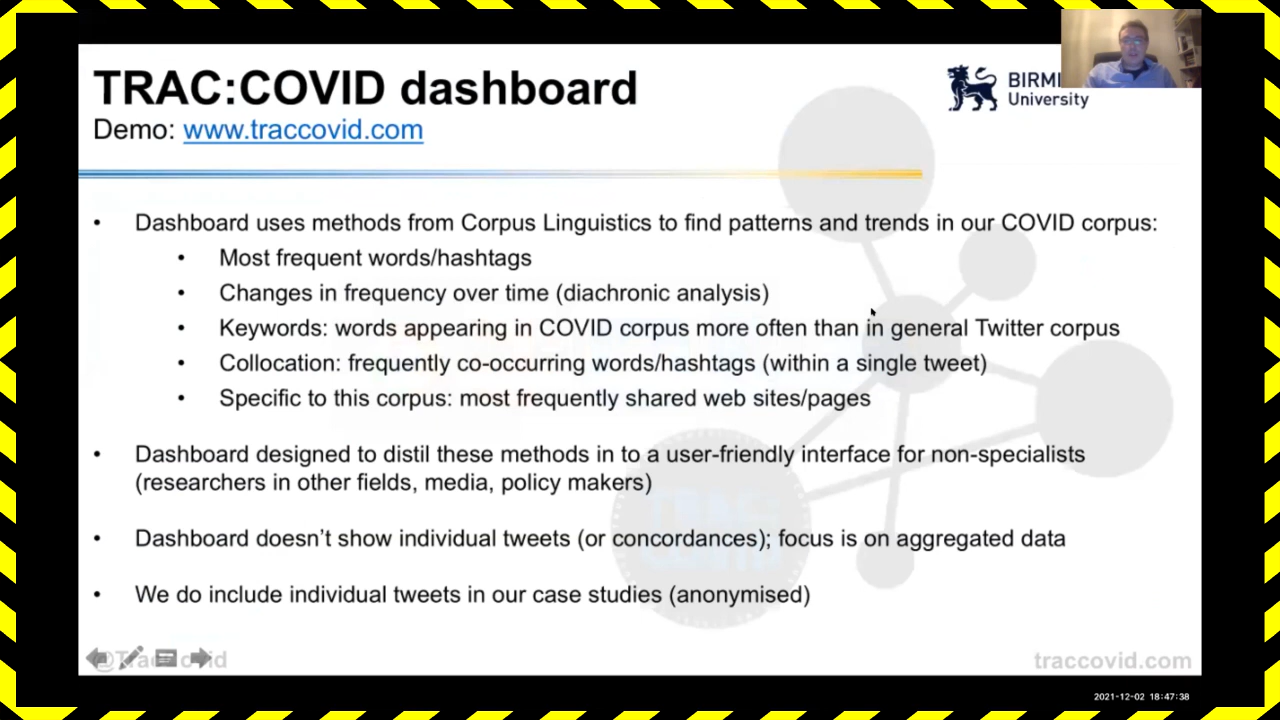 TRAC:COVID dashboard
Demo: www.traccovid.com
University
• Dashboard uses methods from Corpus Linguistics to find patterns and trends in our COVID corpus:
• Most frequent words/hashtags
• Changes in frequency over time (diachronic analysis)
• Keywords: words appearing in COVID corpus more often than in general Twitter corpus
• Collocation: frequently co-occurring words/hashtags (within a single tweet)
• Specific to this corpus: most frequently shared web sites/pages
• Dashboard designed to distil these methods in to a user-friendly interface for non-specialists
(researchers in other fields, media, policy makers)
• Dashboard doesn’t show individual tweets (or concordances); focus is on aggregated data
• We do include individual tweets in our case studies (anonymised)
traccovid.com
2021-12-02 18:47:38